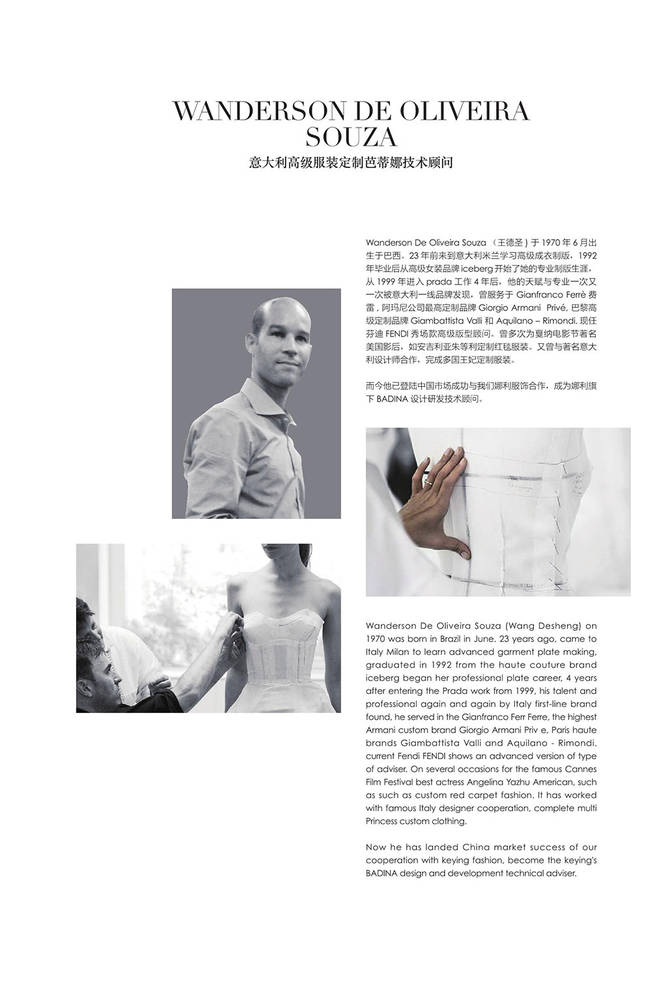 WANDERSON DE OLIVEIRA
SOUZA
意大利高级服装定制芭蒂娜技术顾问
Wanderson De Oliveira Souza （王德圣 ) 于 1970 年 6 月出
生于巴西。23 年前来到意大利米兰学习高级成衣制版，1992
年毕业后从高级女装品牌 iceberg 开始了她的专业制版生涯，
从 1999 年进入 prada 工作 4 年后，他的天赋与专业一次又
一次被意大利一线品牌发现，曾服务于 Gianfranco Ferrè 费
雷 , 阿玛尼公司最高定制品牌 Giorgio Armani Privé, 巴黎高
级定制品牌 Giambattista Valli 和 Aquilano – Rimondi. 现任
芬迪 FENDI 秀场款高级版型顾问。曾多次为戛纳电影节著名
美国影后，如安吉利亚朱等利定制红毯服装。又曾与著名意大
利设计师合作，完成多国王妃定制服装。
而今他已登陆中国市场成功与我们娜利服饰合作，成为娜利旗
下 BADINA 设计研发技术顾问。
Wanderson De Oliveira Souza (Wang Desheng) on
1970 was born in Brazil in June. 23 years ago, came to
Italy Milan to learn advanced garment plate making,
graduated in 1992 from the haute couture brand
iceberg began her professional plate career, 4 years
after entering the Prada work from 1999, his talent and
professional again and again by Italy first-line brand
found, he served in the Gianfranco Ferr Ferre, the highest
Armani custom brand Giorgio Armani Priv e, Paris haute
brands Giambattista Valli and Aquilano - Rimondi.
current Fendi FENDI shows an advanced version of type
of adviser. On several occasions for the famous Cannes
Film Festival best actress Angelina Yazhu American, such
as such as custom red carpet fashion. It has worked
with famous Italy designer cooperation, complete multi
Princess custom clothing.
Now he has landed China market success of our
cooperation with keying fashion, become the keying's
BADINA design and development technical adviser.